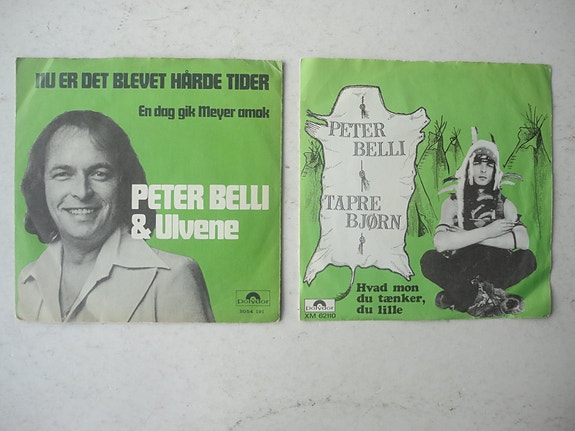 NU ER DET BLEVET HÅRDE TIDER
En dag gik Meyer amok
PETER BELLI
& Ulvene
polydor
PETER
BELLI
TAPRE
BJØRN
Hvad mon
du tænker,
du lille
polydor
XM 62110